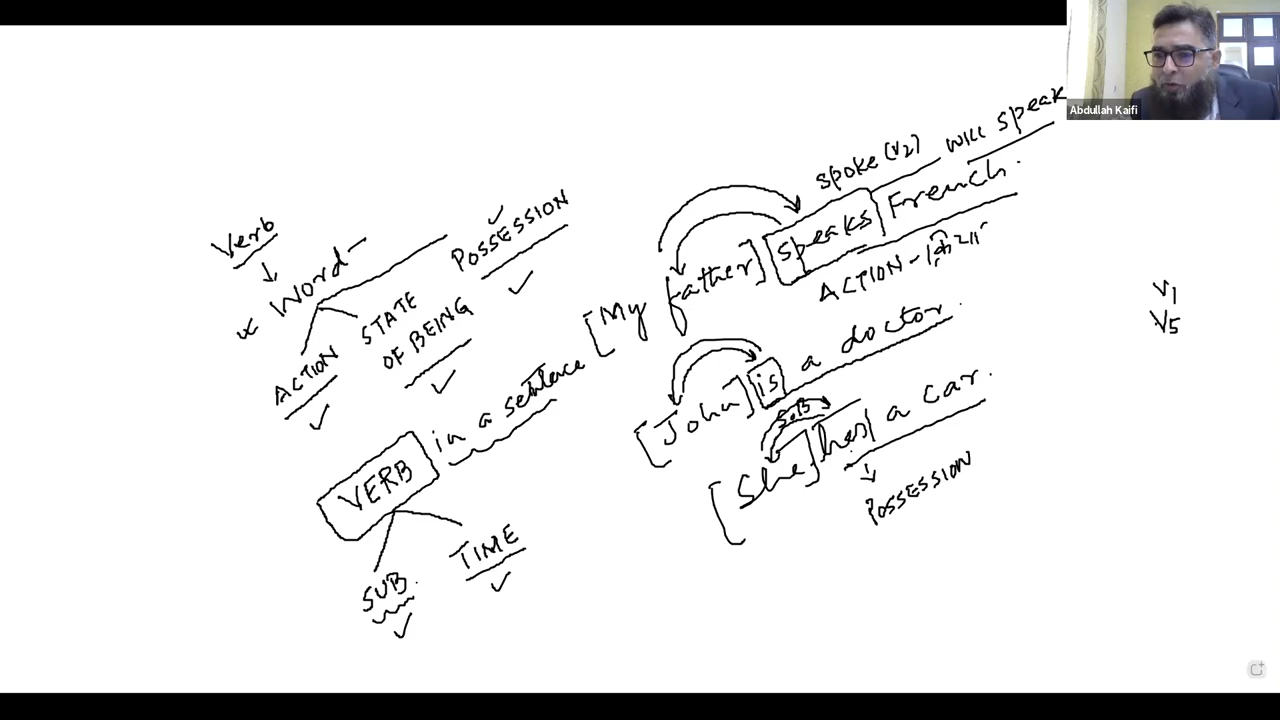 Abdullah Kaifi
Verb
Word
ACTION
STATE
OF BEING
POSSESSION
VERB in a sentence
SUB.
TIME
spoke (V2) will speak
[My father] speaks French.
ACTION -
[John] is a doctor.
SUB
[She] has a car.
POSSESSION
V1
V5